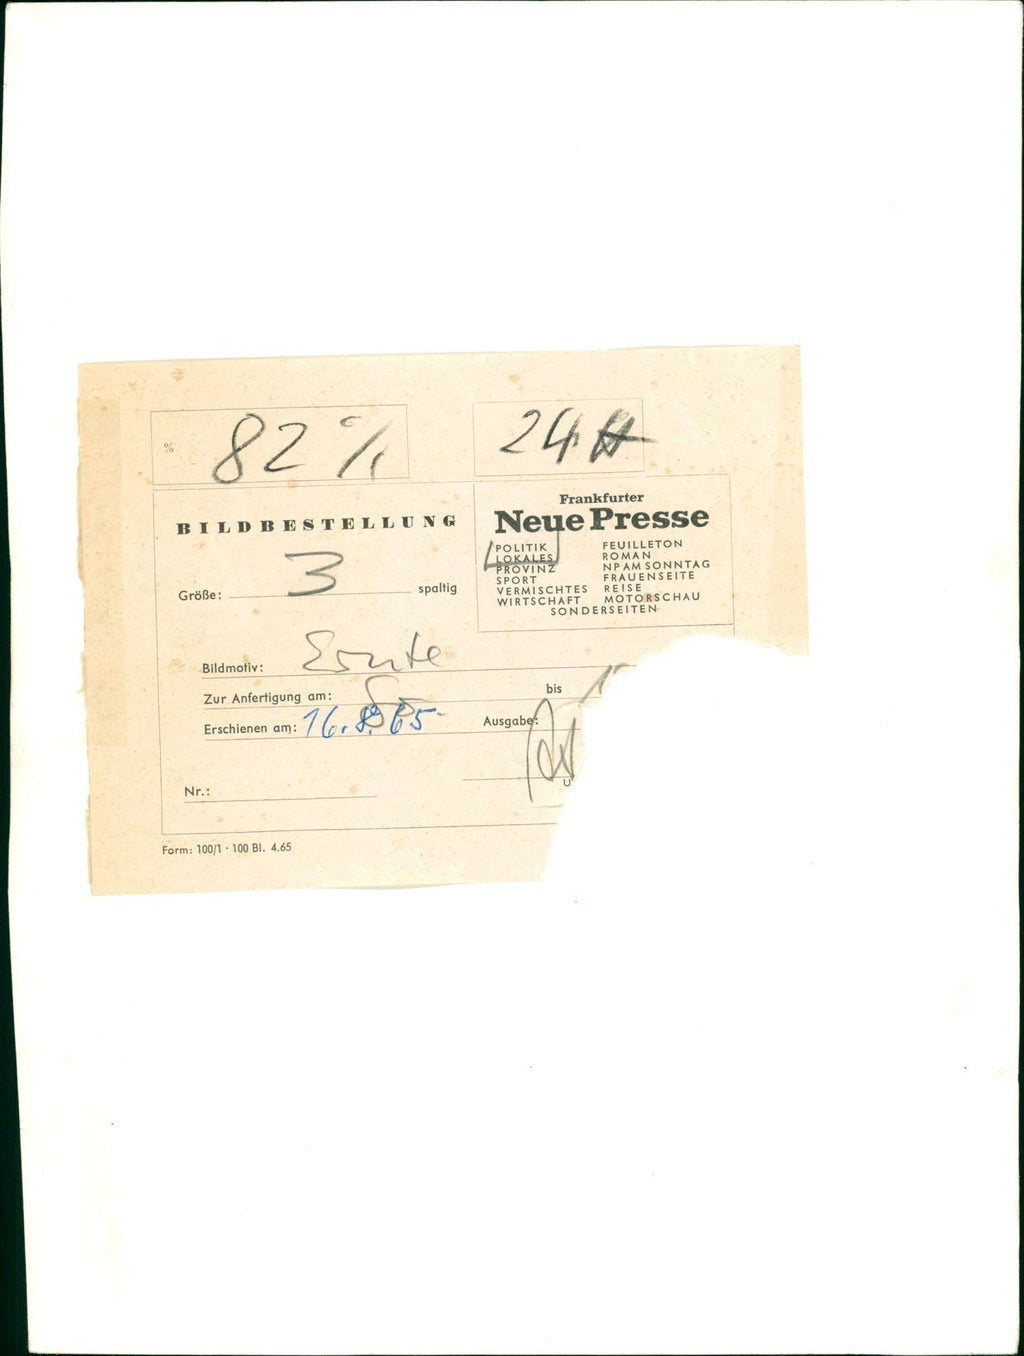 % 82 %
24
BILDBESTELLUNG
Größe: 3 spaltig
Frankfurter
Neue Presse
POLITIK
LOKALES
PROVINZ
SPORT
VERMISCHTES
WIRTSCHAFT
FEUILLETON
ROMAN
NP AM SONNTAG
FRAUENSEITE
REISE
MOTORSCHAU
SONDERSEITEN
Bildmotiv: Ernte
Zur Anfertigung am: So. bis
Erschienen am: 16.8.65 Ausgabe:
Nr.:
Form: 100/1 · 100 Bl. 4.65